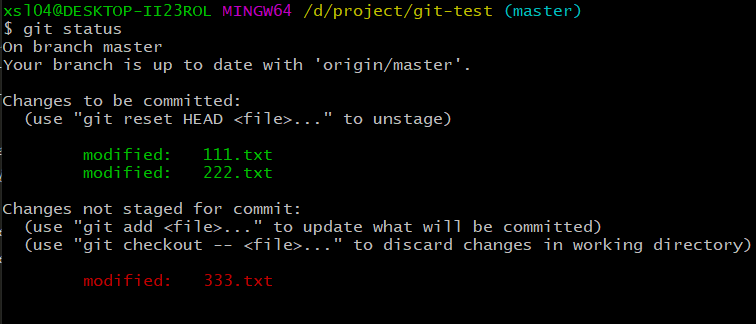 xsl04@DESKTOP-II23ROL MINGW64 /d/project/git-test (master)
$ git status
On branch master
Your branch is up to date with 'origin/master'.

Changes to be committed:
  (use "git reset HEAD <file>..." to unstage)

        modified:   111.txt
        modified:   222.txt

Changes not staged for commit:
  (use "git add <file>..." to update what will be committed)
  (use "git checkout -- <file>..." to discard changes in working directory)

        modified:   333.txt